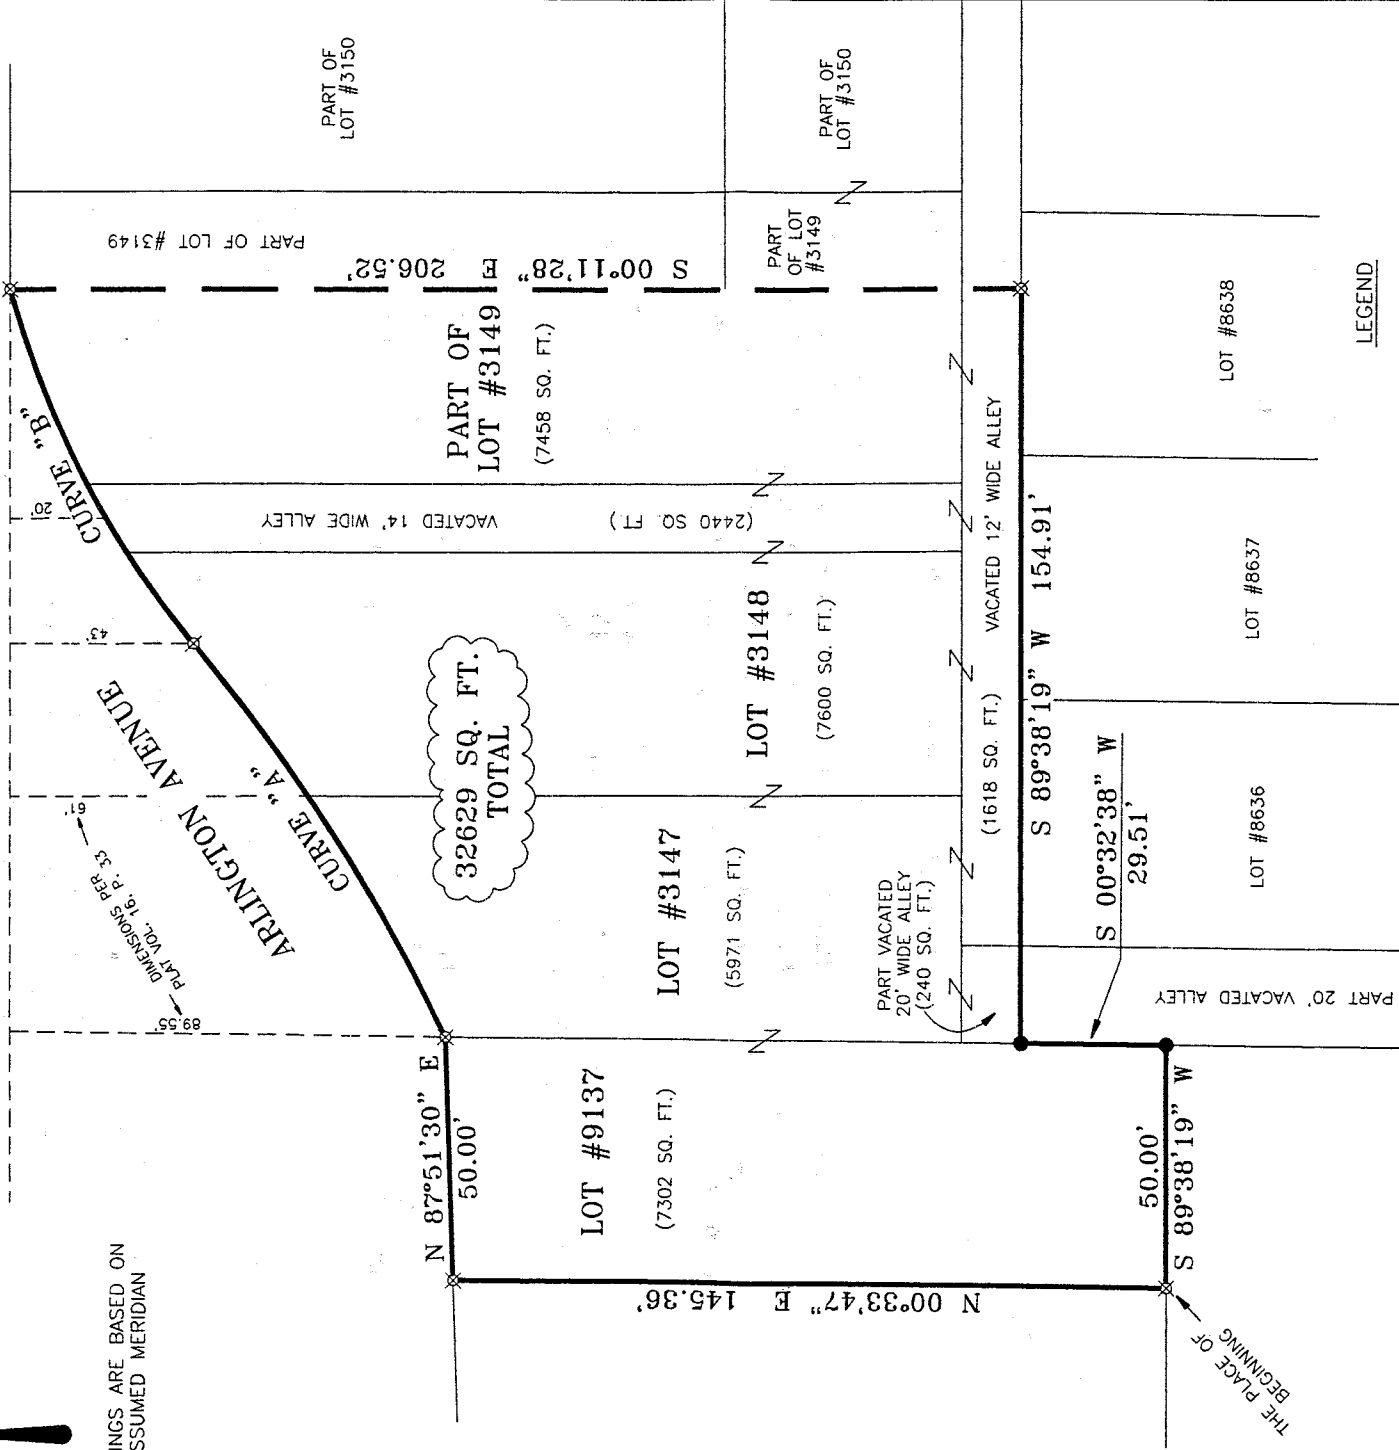 PART OF
LOT #3150
PART OF
LOT #3150
PART OF LOT #3149
PART
OF LOT
#3149
S 00°11'28" E 206.52'
CURVE "B"
20'
43'
61'
89.55'
DIMENSIONS PER
PLAT VOL. 16, P. 33
ARLINGTON AVENUE
CURVE "A"
PART OF
LOT #3149
(7458 SQ. FT.)
VACATED 14' WIDE ALLEY
(2440 SQ. FT.)
LOT #3148
(7600 SQ. FT.)
32629 SQ. FT.
TOTAL
LOT #3147
(5971 SQ. FT.)
(1618 SQ. FT.) VACATED 12' WIDE ALLEY
S 89°38'19" W 154.91'
PART VACATED
20' WIDE ALLEY
(240 SQ. FT.)
S 00°32'38" W
29.51'
LOT #8638
LOT #8637
LOT #8636
PART 20' VACATED ALLEY
LEGEND
N 87°51'30" E
50.00'
LOT #9137
(7302 SQ. FT.)
50.00'
S 89°38'19" W
N 00°33'47" E 145.36'
THE PLACE OF
BEGINNING
INGS ARE BASED ON
SSUMED MERIDIAN